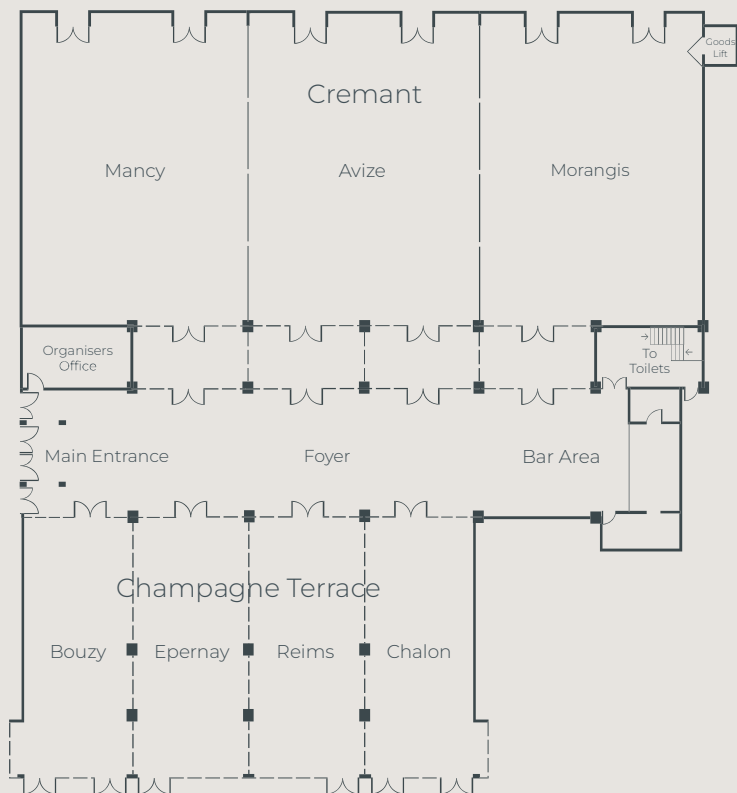 Goods
Lift
Cremant
Mancy
Avize
Morangis
Organisers
Office
To
Toilets
Main Entrance
Foyer
Bar Area
Champagne Terrace
Bouzy
Epernay
Reims
Chalon